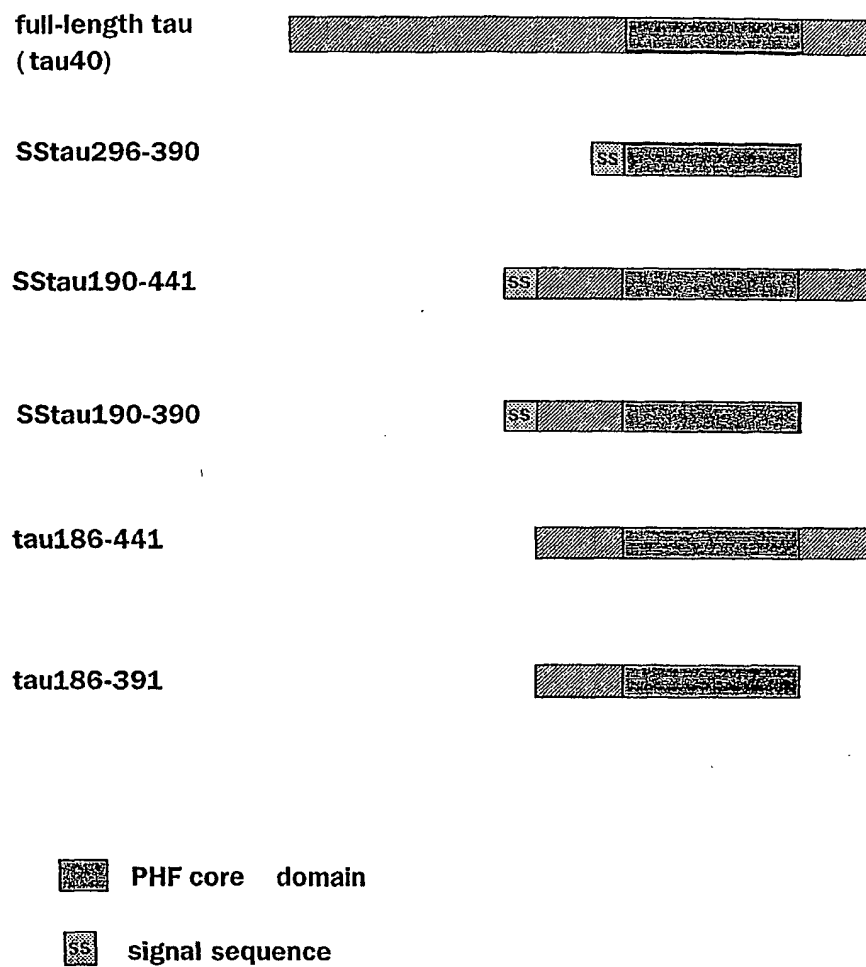 full-length tau
(tau40)
SStau296-390
SS
SStau190-441
SS
SStau190-390
SS
tau186-441
tau186-391
PHF core domain
SS signal sequence